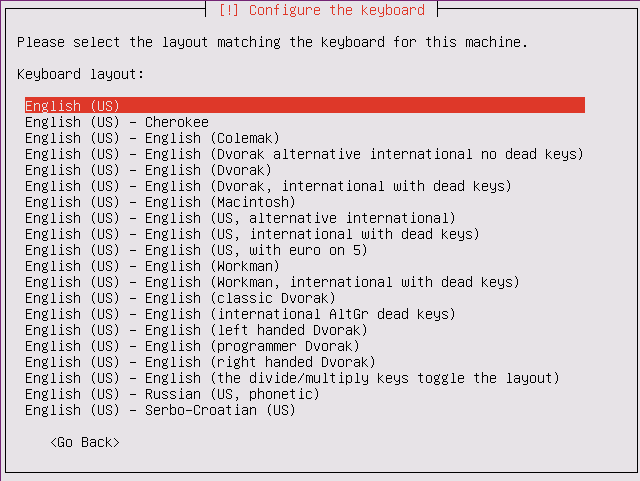 [!] Configure the keyboard
Please select the layout matching the keyboard for this machine.
Keyboard layout:
English (US)
English (US) - Cherokee
English (US) - English (Colemak)
English (US) - English (Dvorak alternative international no dead keys)
English (US) - English (Dvorak)
English (US) - English (Dvorak, international with dead keys)
English (US) - English (Macintosh)
English (US) - English (US, alternative international)
English (US) - English (US, international with dead keys)
English (US) - English (US, with euro on 5)
English (US) - English (Workman)
English (US) - English (Workman, international with dead keys)
English (US) - English (classic Dvorak)
English (US) - English (international AltGr dead keys)
English (US) - English (left handed Dvorak)
English (US) - English (programmer Dvorak)
English (US) - English (right handed Dvorak)
English (US) - English (the divide/multiply keys toggle the layout)
English (US) - Russian (US, phonetic)
English (US) - Serbo-Croatian (US)
<Go Back>